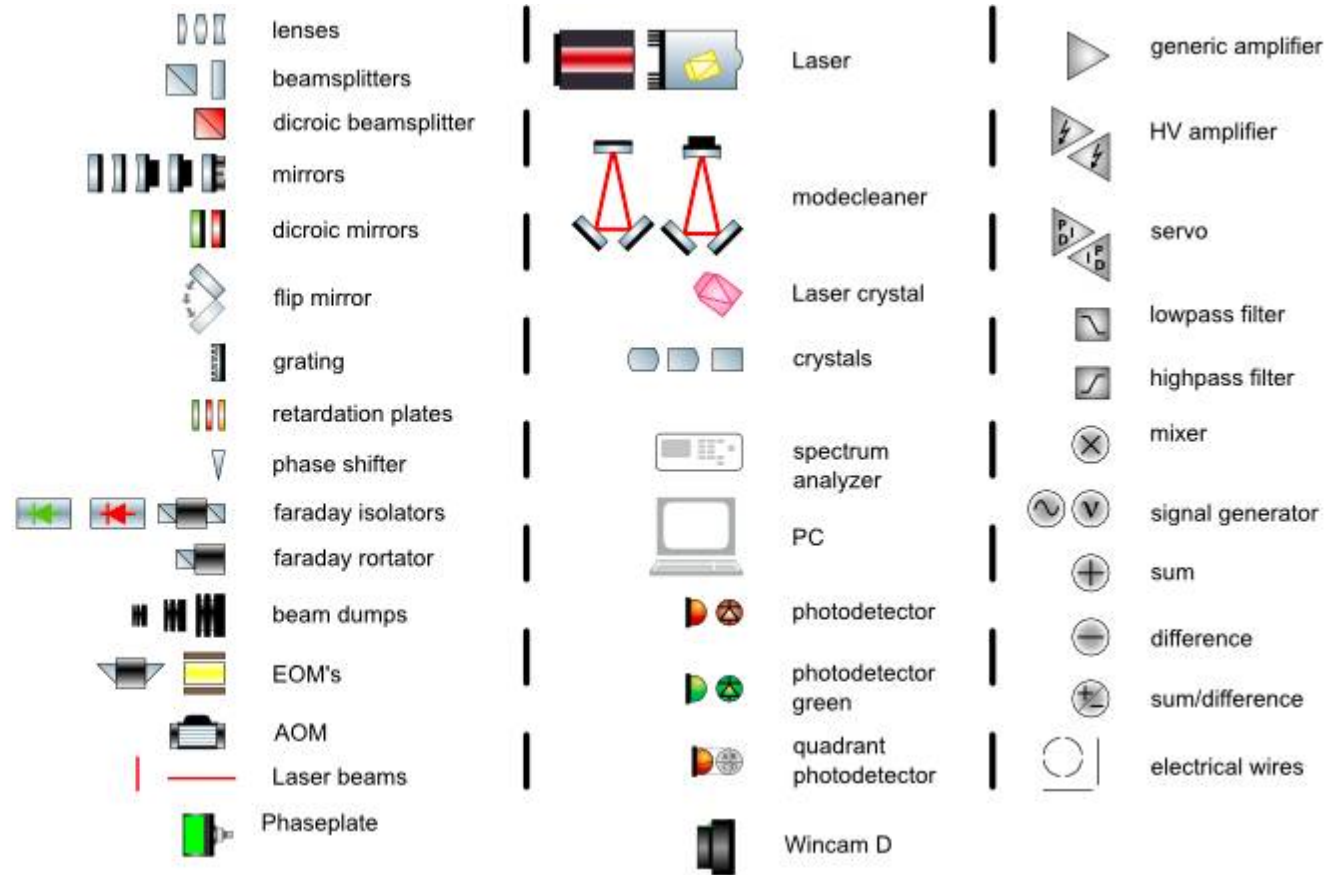 lenses
beamsplitters
dicroic beamsplitter
mirrors
dicroic mirrors
flip mirror
grating
retardation plates
phase shifter
faraday isolators
faraday rortator
beam dumps
EOM's
AOM
Laser beams
Phaseplate
Laser
modecleaner
Laser crystal
crystals
spectrum
analyzer
PC
photodetector
photodetector
green
quadrant
photodetector
Wincam D
generic amplifier
HV amplifier
P I
D
servo
I P
D
lowpass filter
highpass filter
mixer
V
signal generator
sum
difference
sum/difference
electrical wires